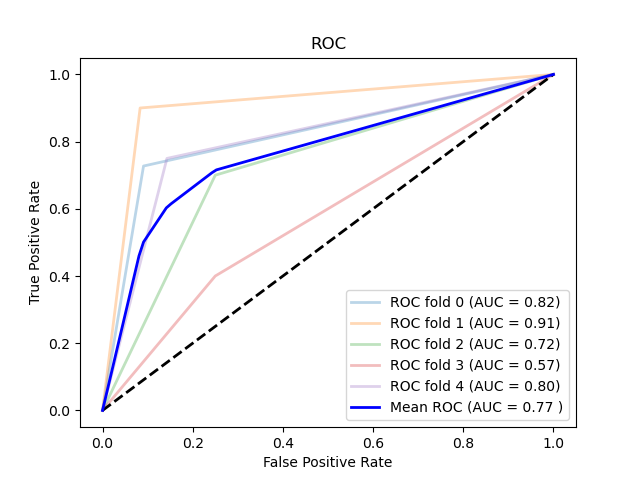 ROC
True Positive Rate
1.0
0.8
0.6
0.4
0.2
0.0
ROC fold 0 (AUC = 0.82)
ROC fold 1 (AUC = 0.91)
ROC fold 2 (AUC = 0.72)
ROC fold 3 (AUC = 0.57)
ROC fold 4 (AUC = 0.80)
Mean ROC (AUC = 0.77 )
0.0 0.2 0.4 0.6 0.8 1.0
False Positive Rate